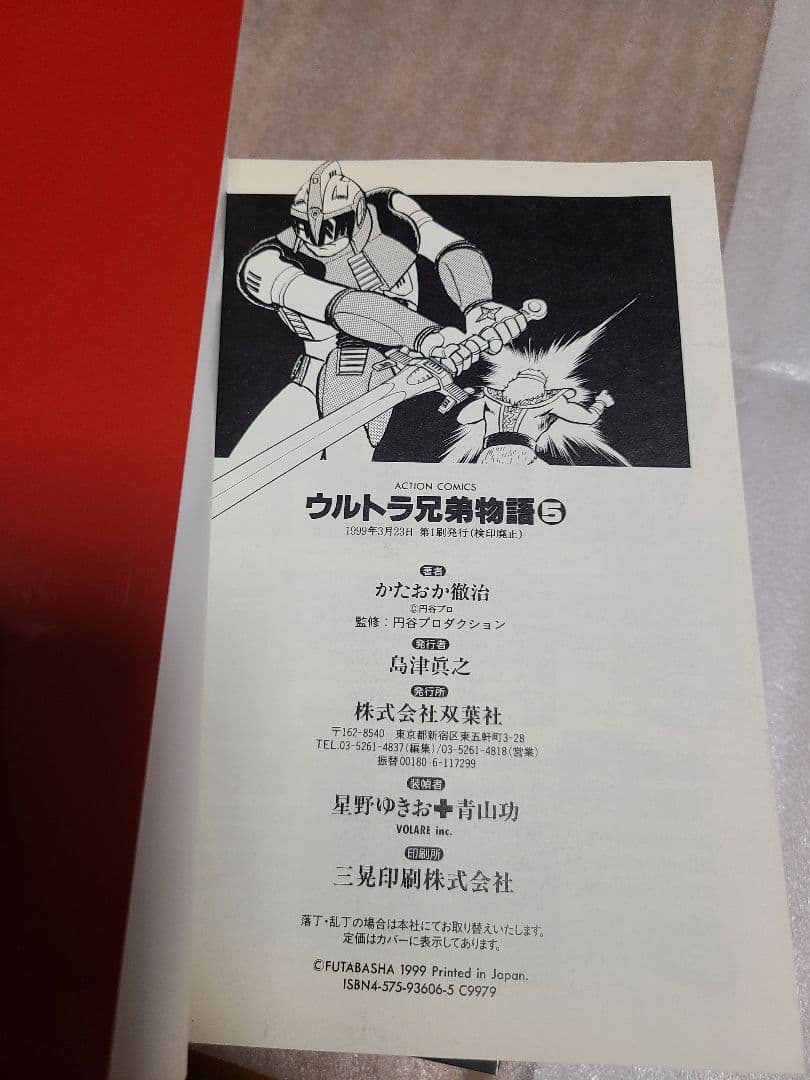 ACTION COMICS
ウルトラ兄弟物語⑤
1999年3月23日 第1刷発行(検印廃止)
著者
かたおか徹治
©円谷プロ
監修:円谷プロダクション
発行者
島津眞之
発行所
株式会社双葉社
〒162-8540 東京都新宿区東五軒町3-28
TEL.03-5261-4837(編集)/03-5261-4818(営業)
振替00180-6-117299
装幀者
星野ゆきお✚青山功
VOLARE inc.
印刷所
三晃印刷株式会社
落丁・乱丁の場合は本社にてお取り替えいたします。
定価はカバーに表示してあります。
©FUTABASHA 1999 Printed in Japan.
ISBN4-575-93606-5 C9979